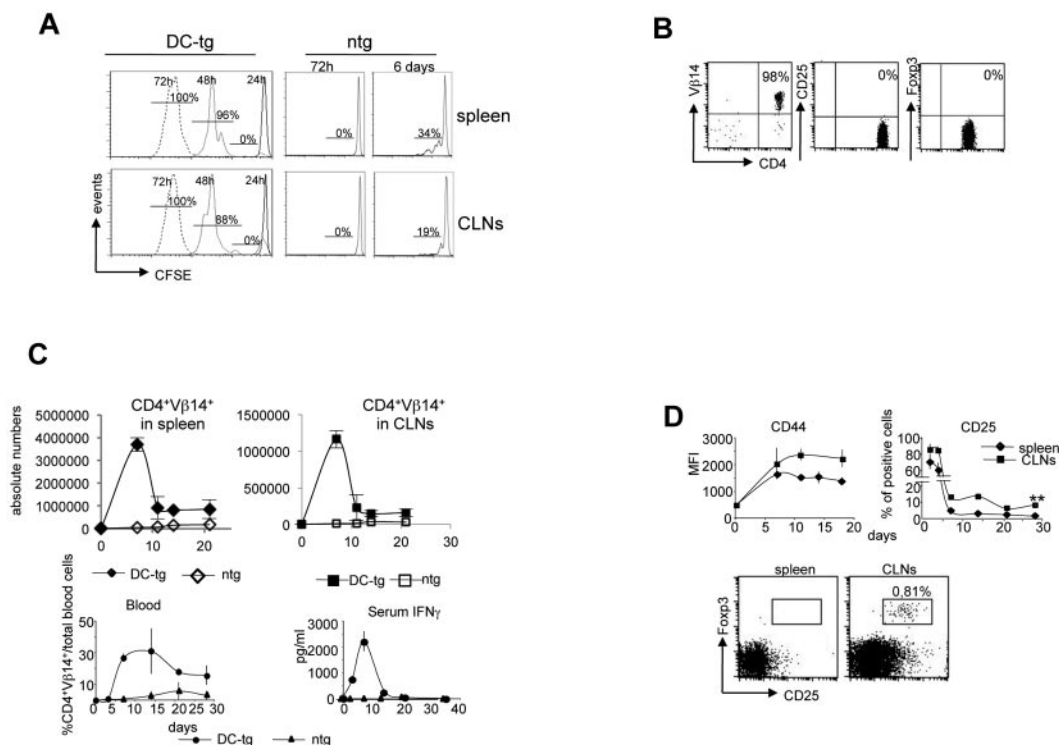 A
DC-tg
ntg
72h
6 days
72h
48h
24h
100%
96%
0%
0%
34%
spleen
72h
48h
24h
100%
88%
0%
0%
19%
CLNs
events
CFSE
B
Vβ14
98%
CD25
0%
Foxp3
0%
CD4
C
absolute numbers
5000000
4000000
3000000
2000000
1000000
0
CD4+Vβ14+
in spleen
0
10
20
30
DC-tg
ntg
1500000
1000000
500000
0
CD4+Vβ14+
in CLNs
0
10
20
30
DC-tg
ntg
%CD4+Vβ14+/total blood cells
Blood
50
30
10
0
5
10
15
20
25
30
days
Serum IFNγ
pg/ml
3000
2000
1000
0
0
10
20
30
40
DC-tg
ntg
D
CD44
MFI
3000
2000
1000
0
0
5
10
15
20
CD25
% of positive cells
100
80
60
20
10
0
spleen
CLNs
**
0
5
10
15
20
25
30
days
spleen
CLNs
0,81%
Foxp3
CD25